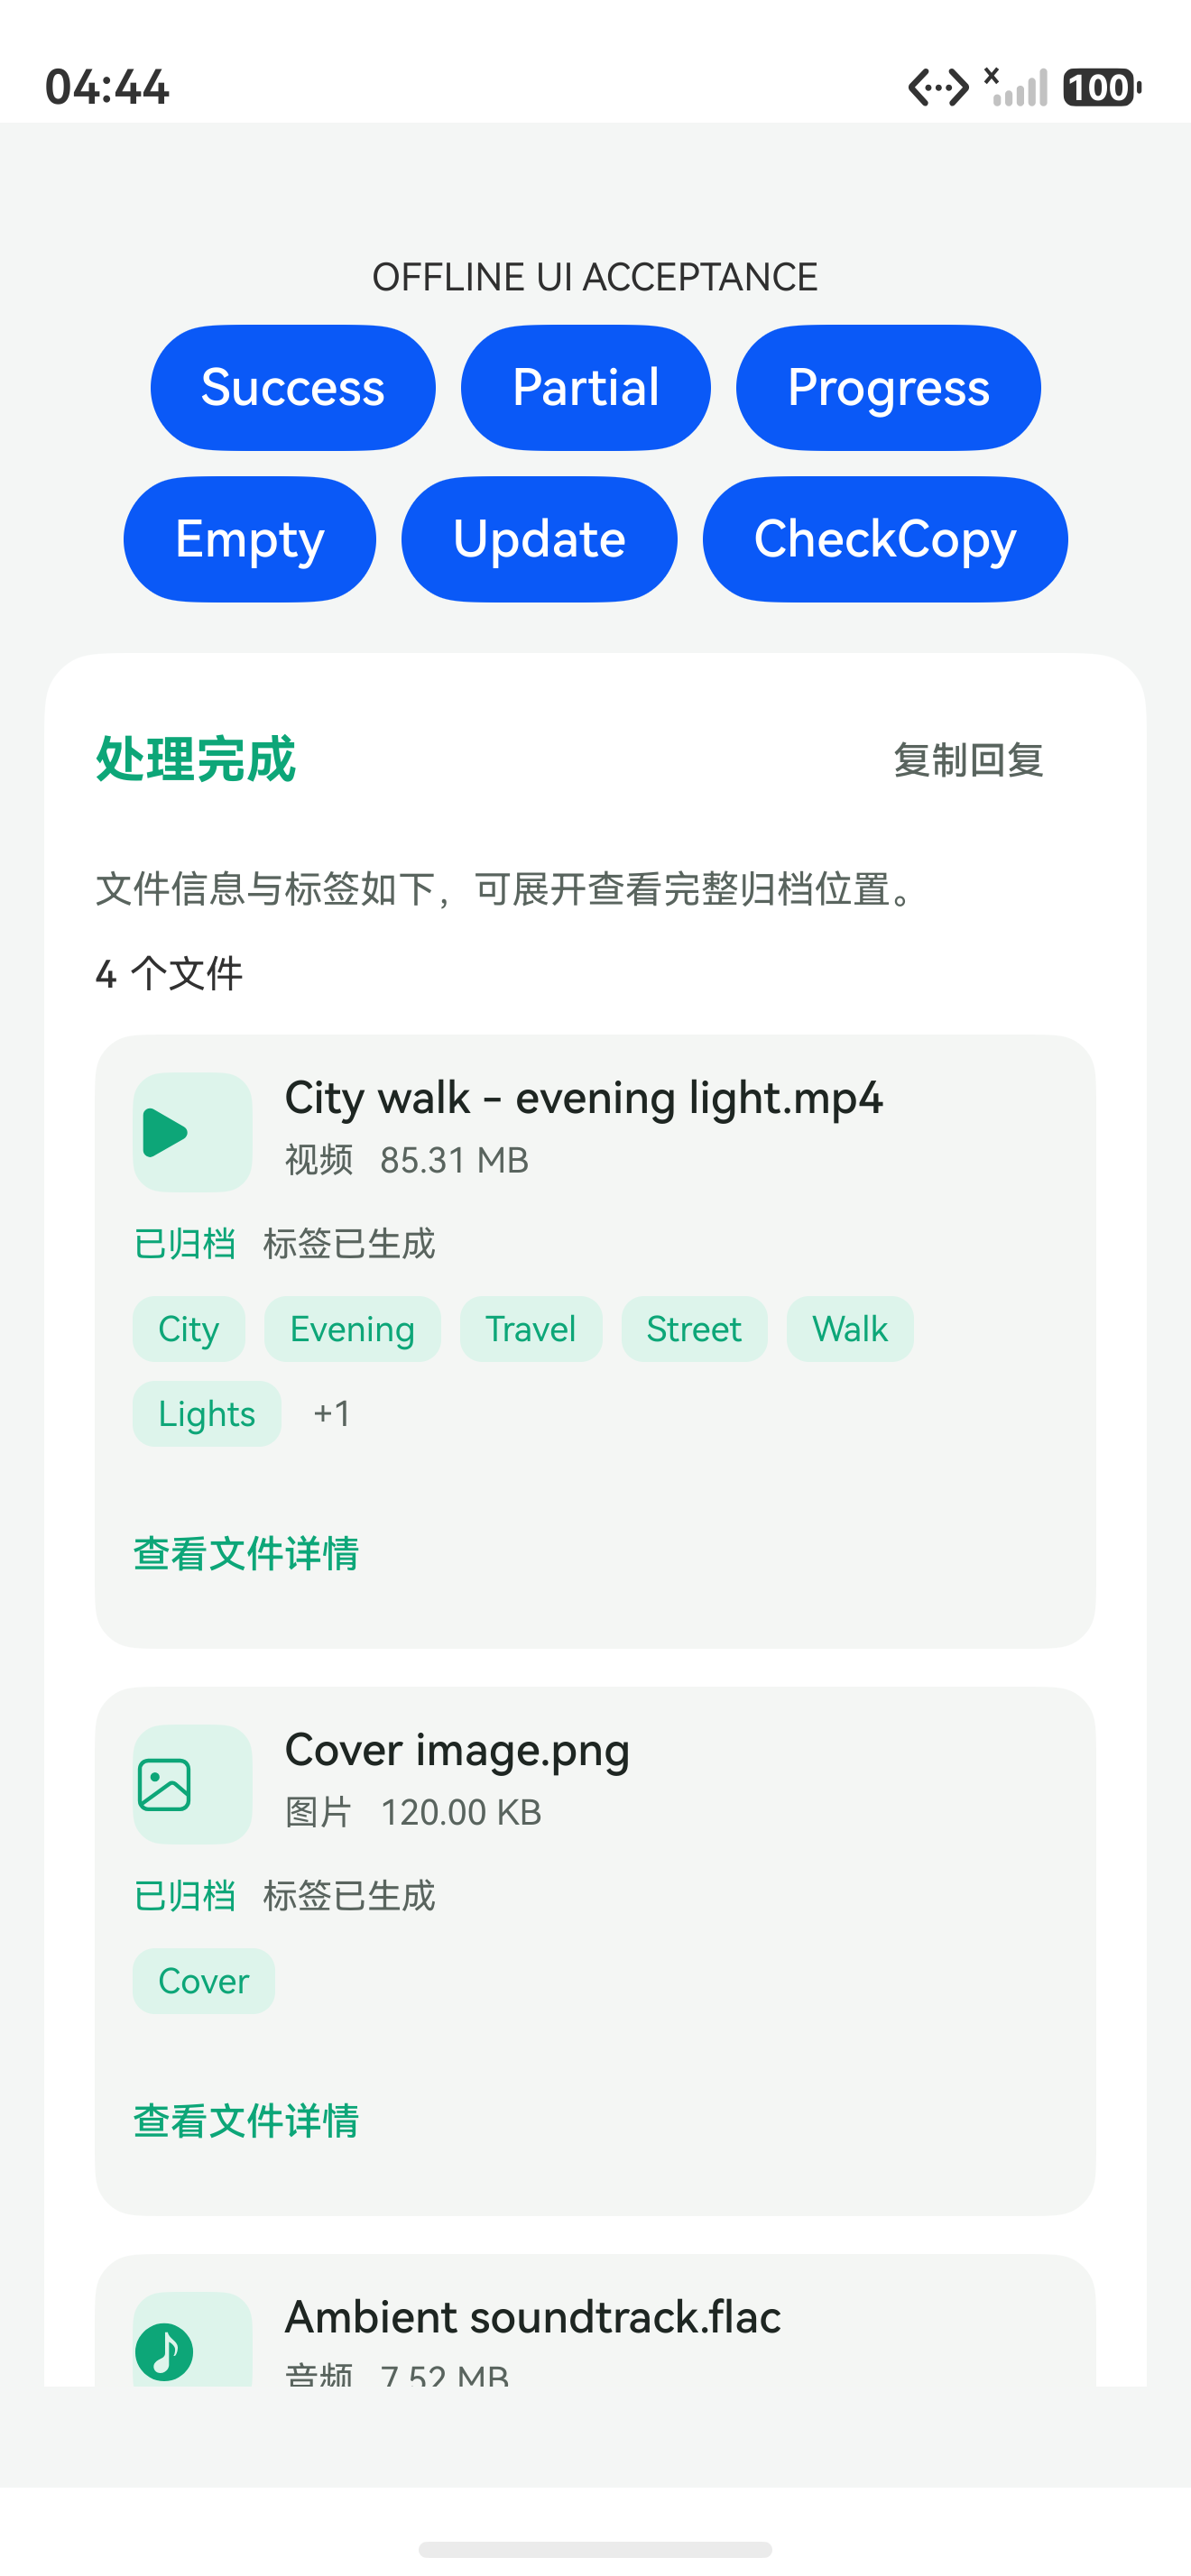 04:44
100
OFFLINE UI ACCEPTANCE
Success Partial Progress
Empty Update CheckCopy
处理完成 复制回复
文件信息与标签如下，可展开查看完整归档位置。
4 个文件
City walk - evening light.mp4
视频 85.31 MB
已归档 标签已生成
City Evening Travel Street Walk
Lights +1
查看文件详情
Cover image.png
图片 120.00 KB
已归档 标签已生成
Cover
查看文件详情
Ambient soundtrack.flac
音频 7.52 MB